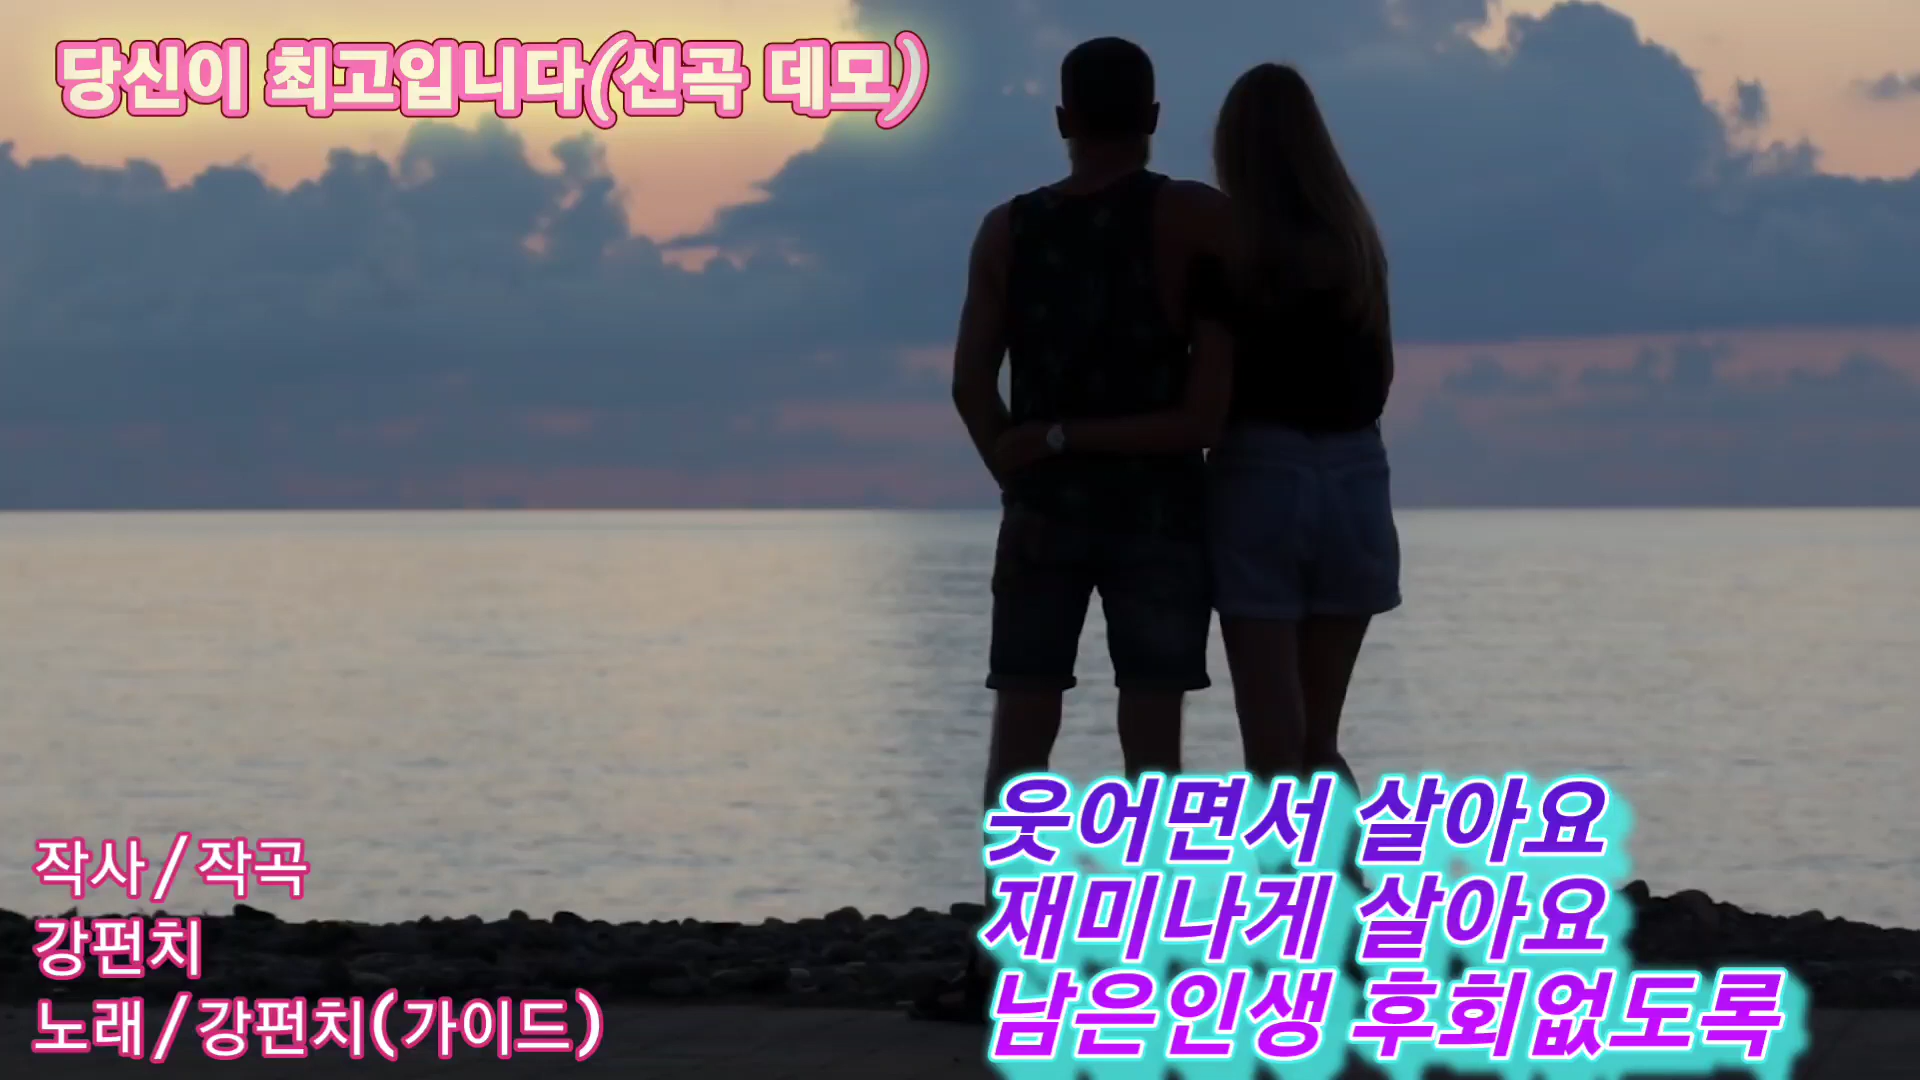 당신이 최고입니다(신곡 데모)
작사/작곡
강펀치
노래/강펀치(가이드)
웃어면서 살아요
재미나게 살아요
남은인생 후회없도록